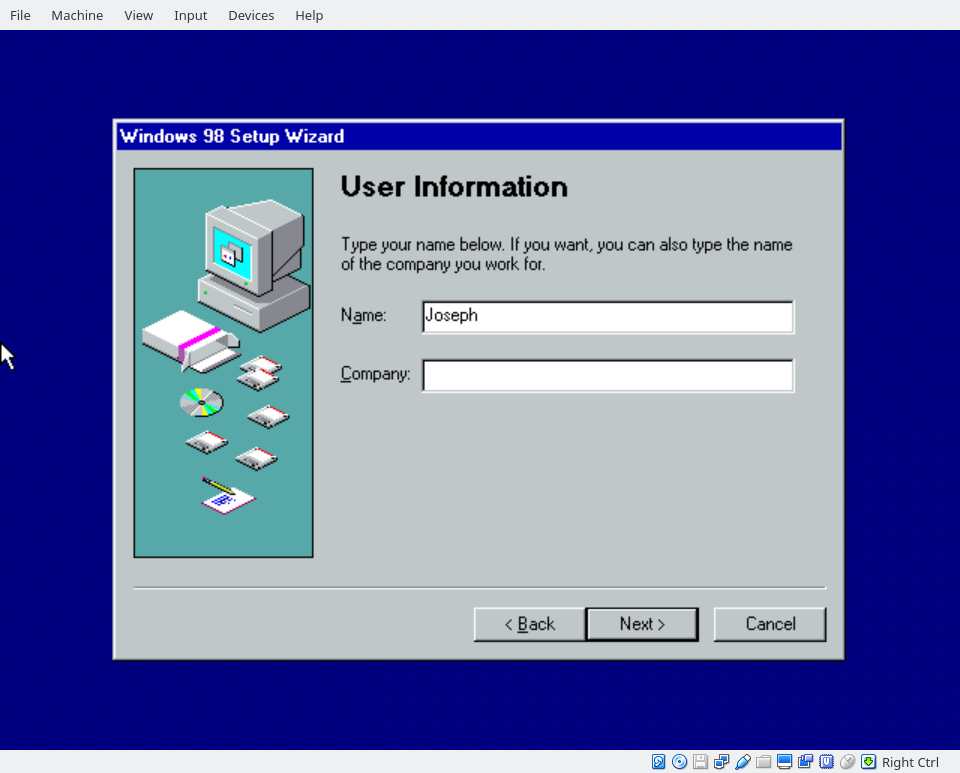 File Machine View Input Devices Help
Windows 98 Setup Wizard
User Information
Type your name below. If you want, you can also type the name
of the company you work for.
Name: Joseph
Company:
< Back Next > Cancel
Right Ctrl